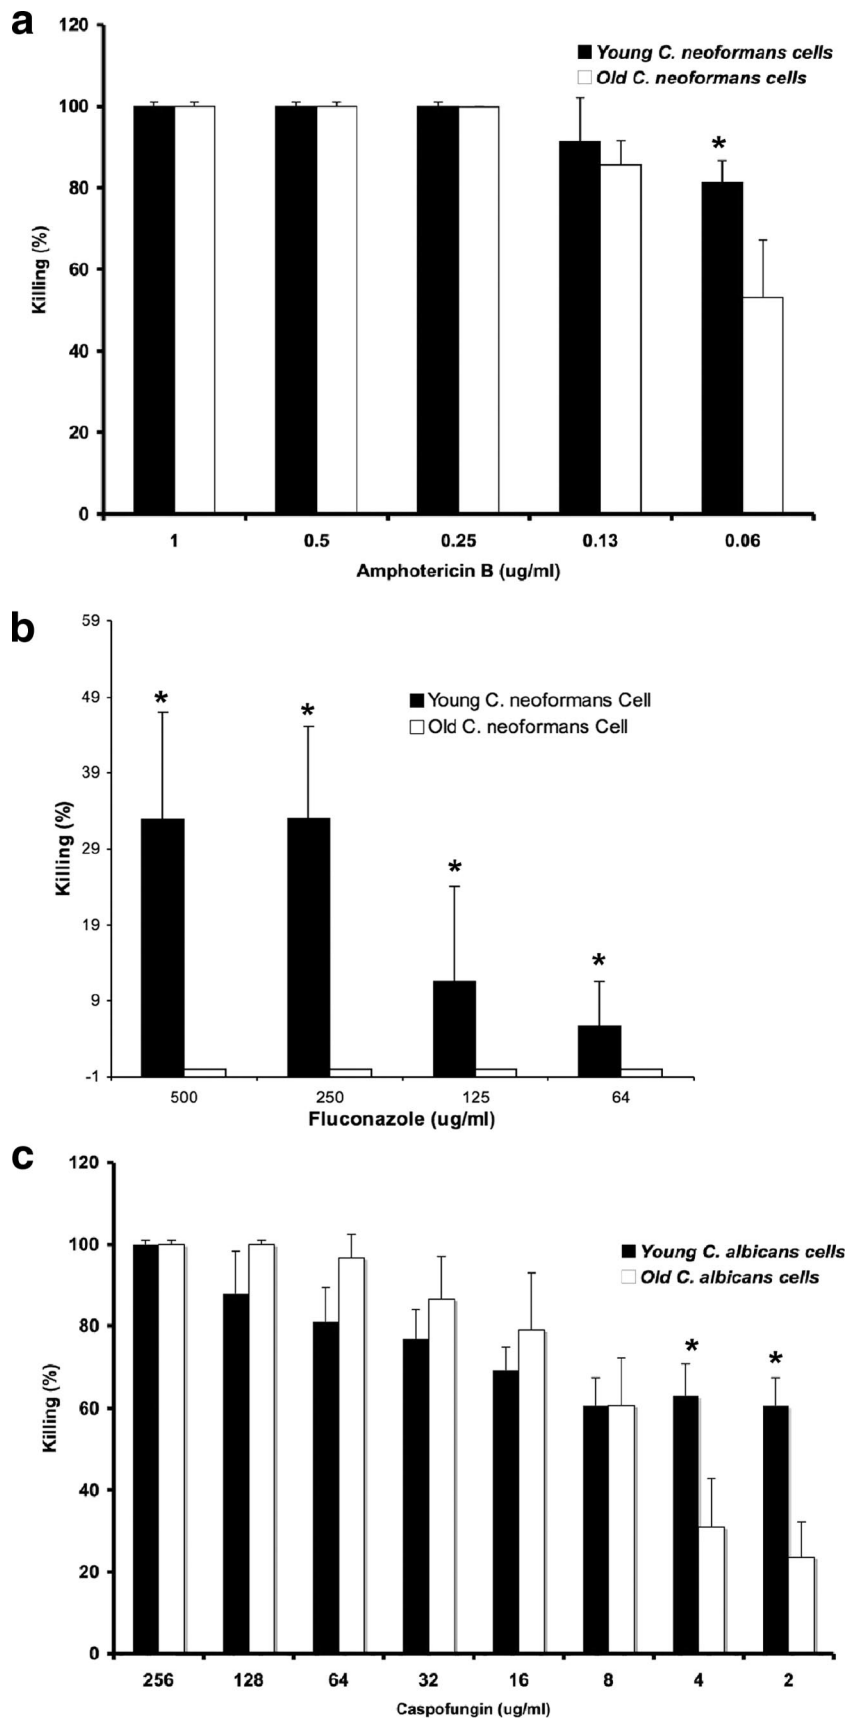 a
120
100
80
60
40
20
0
Killing (%)
Young C. neoformans cells
Old C. neoformans cells
*
1 0.5 0.25 0.13 0.06
Amphotericin B (ug/ml)
b
59
49
39
29
19
9
-1
Killing (%)
Young C. neoformans Cell
Old C. neoformans Cell
* * * *
500 250 125 64
Fluconazole (ug/ml)
c
120
100
80
60
40
20
0
Killing (%)
Young C. albicans cells
Old C. albicans cells
* *
256 128 64 32 16 8 4 2
Caspofungin (ug/ml)